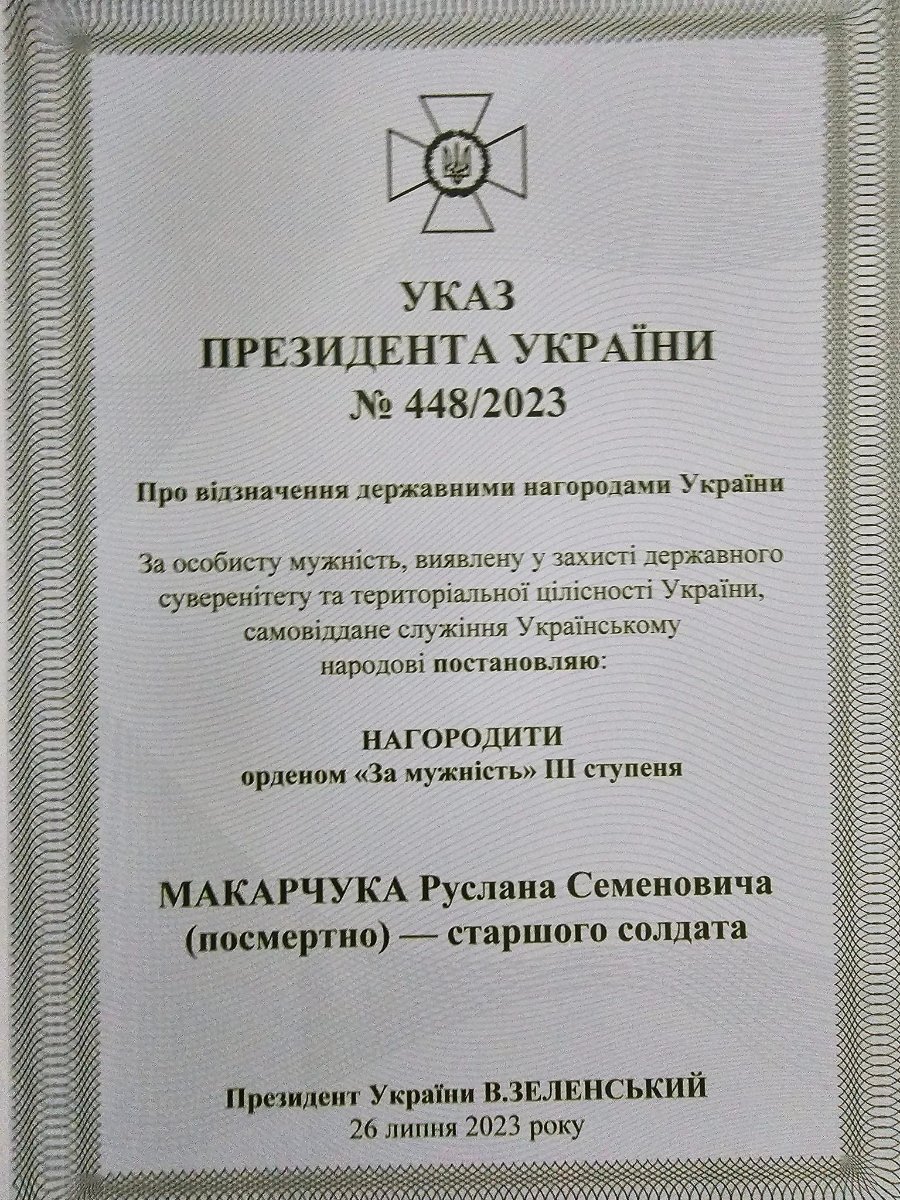 УКАЗ
ПРЕЗИДЕНТА УКРАЇНИ
№ 448/2023
Про відзначення державними нагородами України
За особисту мужність, виявлену у захисті державного
суверенітету та територіальної цілісності України,
самовіддане служіння Українському
народові постановляю:
НАГОРОДИТИ
орденом «За мужність» III ступеня
МАКАРЧУКА Руслана Семеновича
(посмертно) — старшого солдата
Президент України В.ЗЕЛЕНСЬКИЙ
26 липня 2023 року